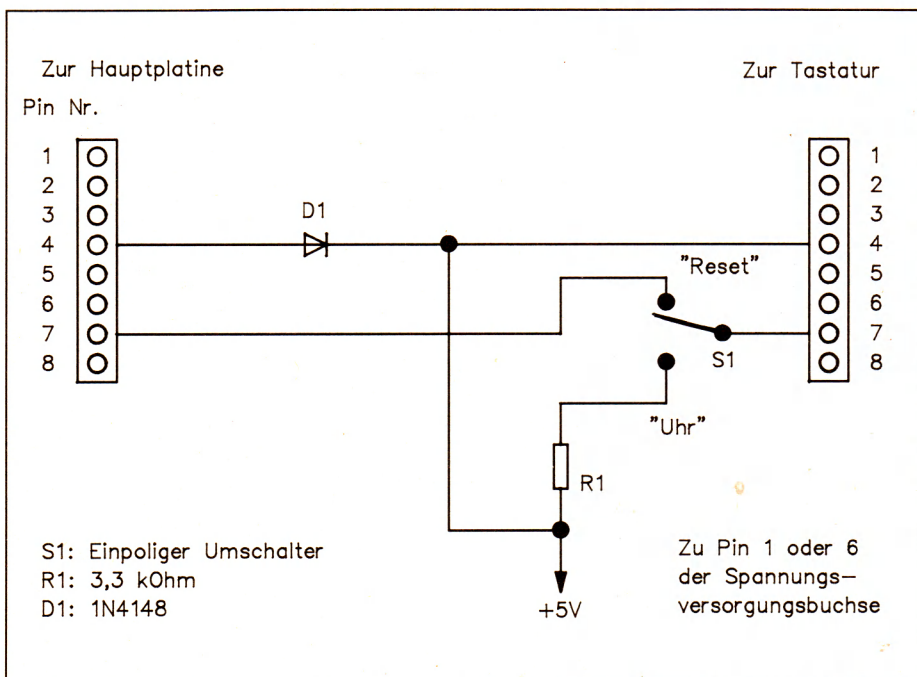 Zur Hauptplatine
Zur Tastatur
Pin Nr.
1
2
3
4
5
6
7
8
D1
1
2
3
4
5
6
7
8
"Reset"
S1
"Uhr"
R1
+5V
S1: Einpoliger Umschalter
R1: 3,3 kOhm
D1: 1N4148
Zu Pin 1 oder 6
der Spannungs-
versorgungsbuchse